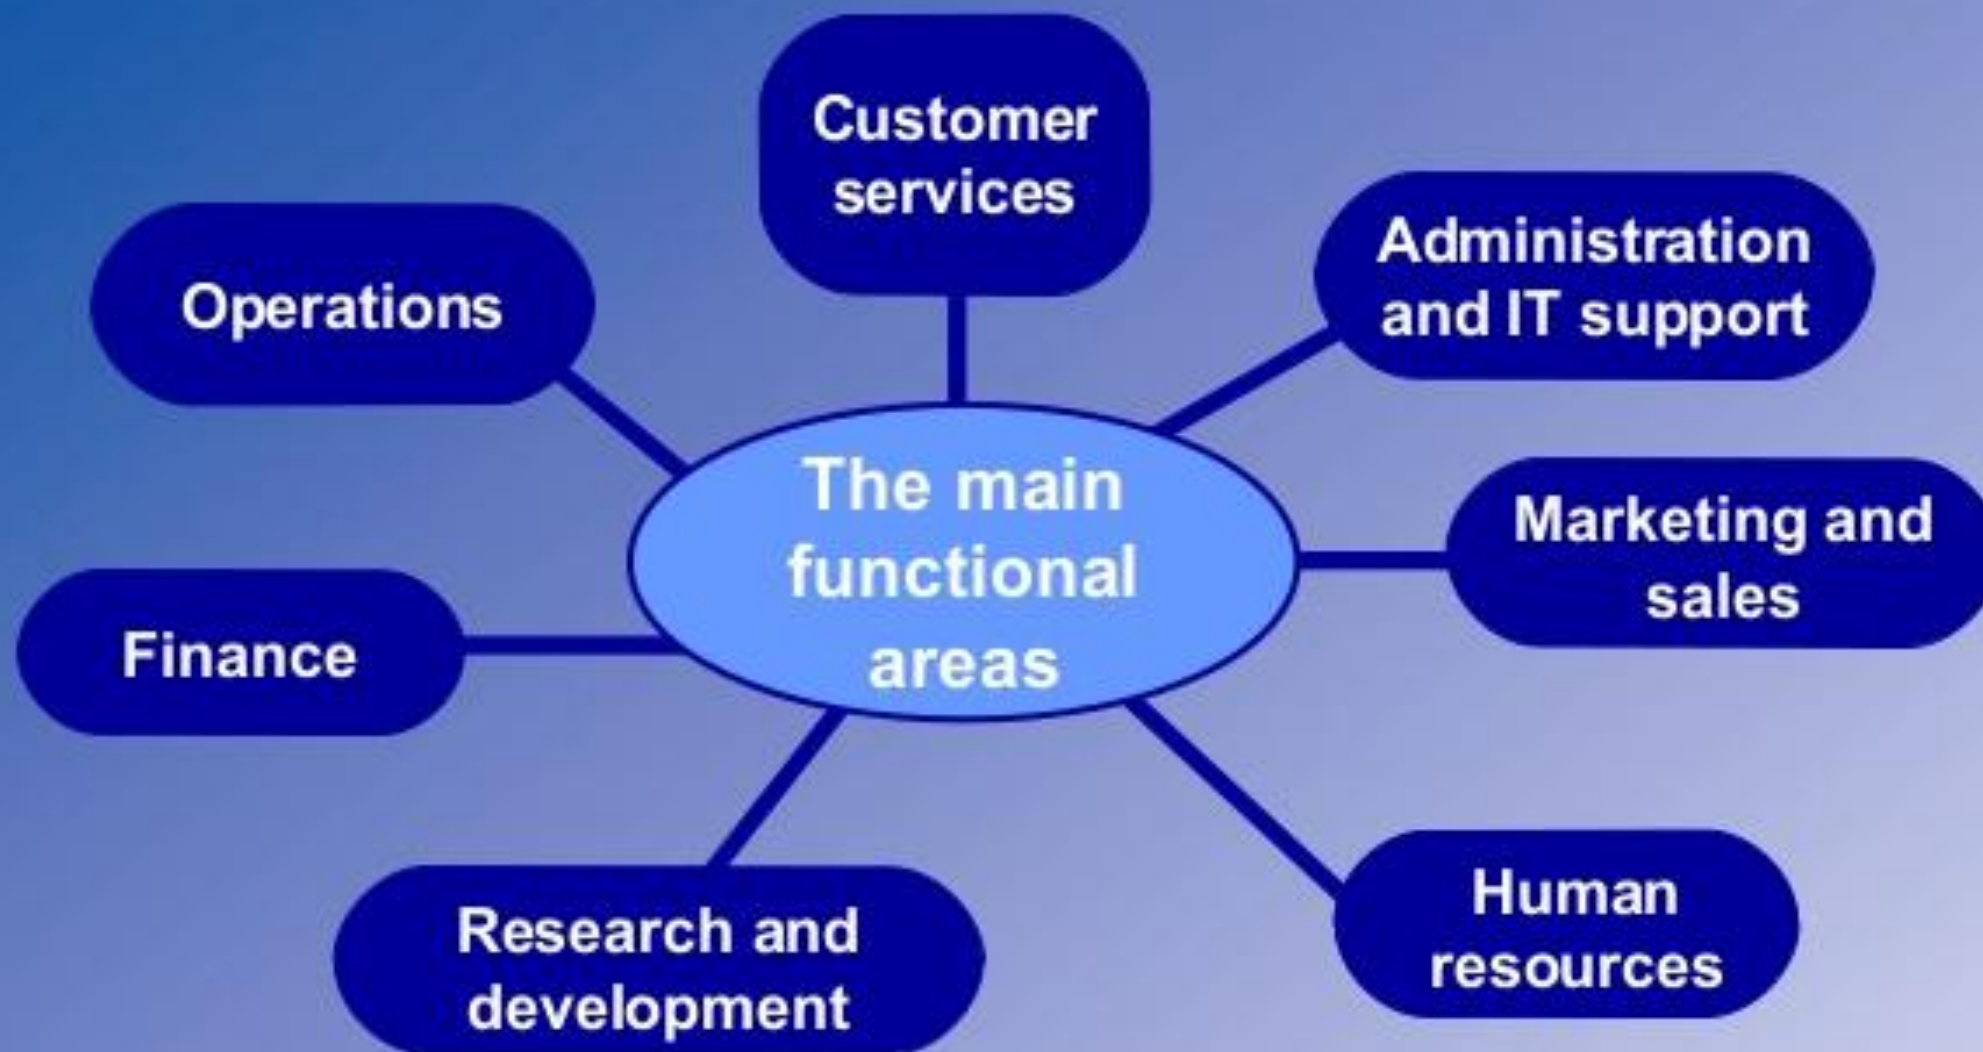 Customer
services
Administration
and IT support
Operations
Marketing and
sales
The main
functional
areas
Finance
Human
resources
Research and
development